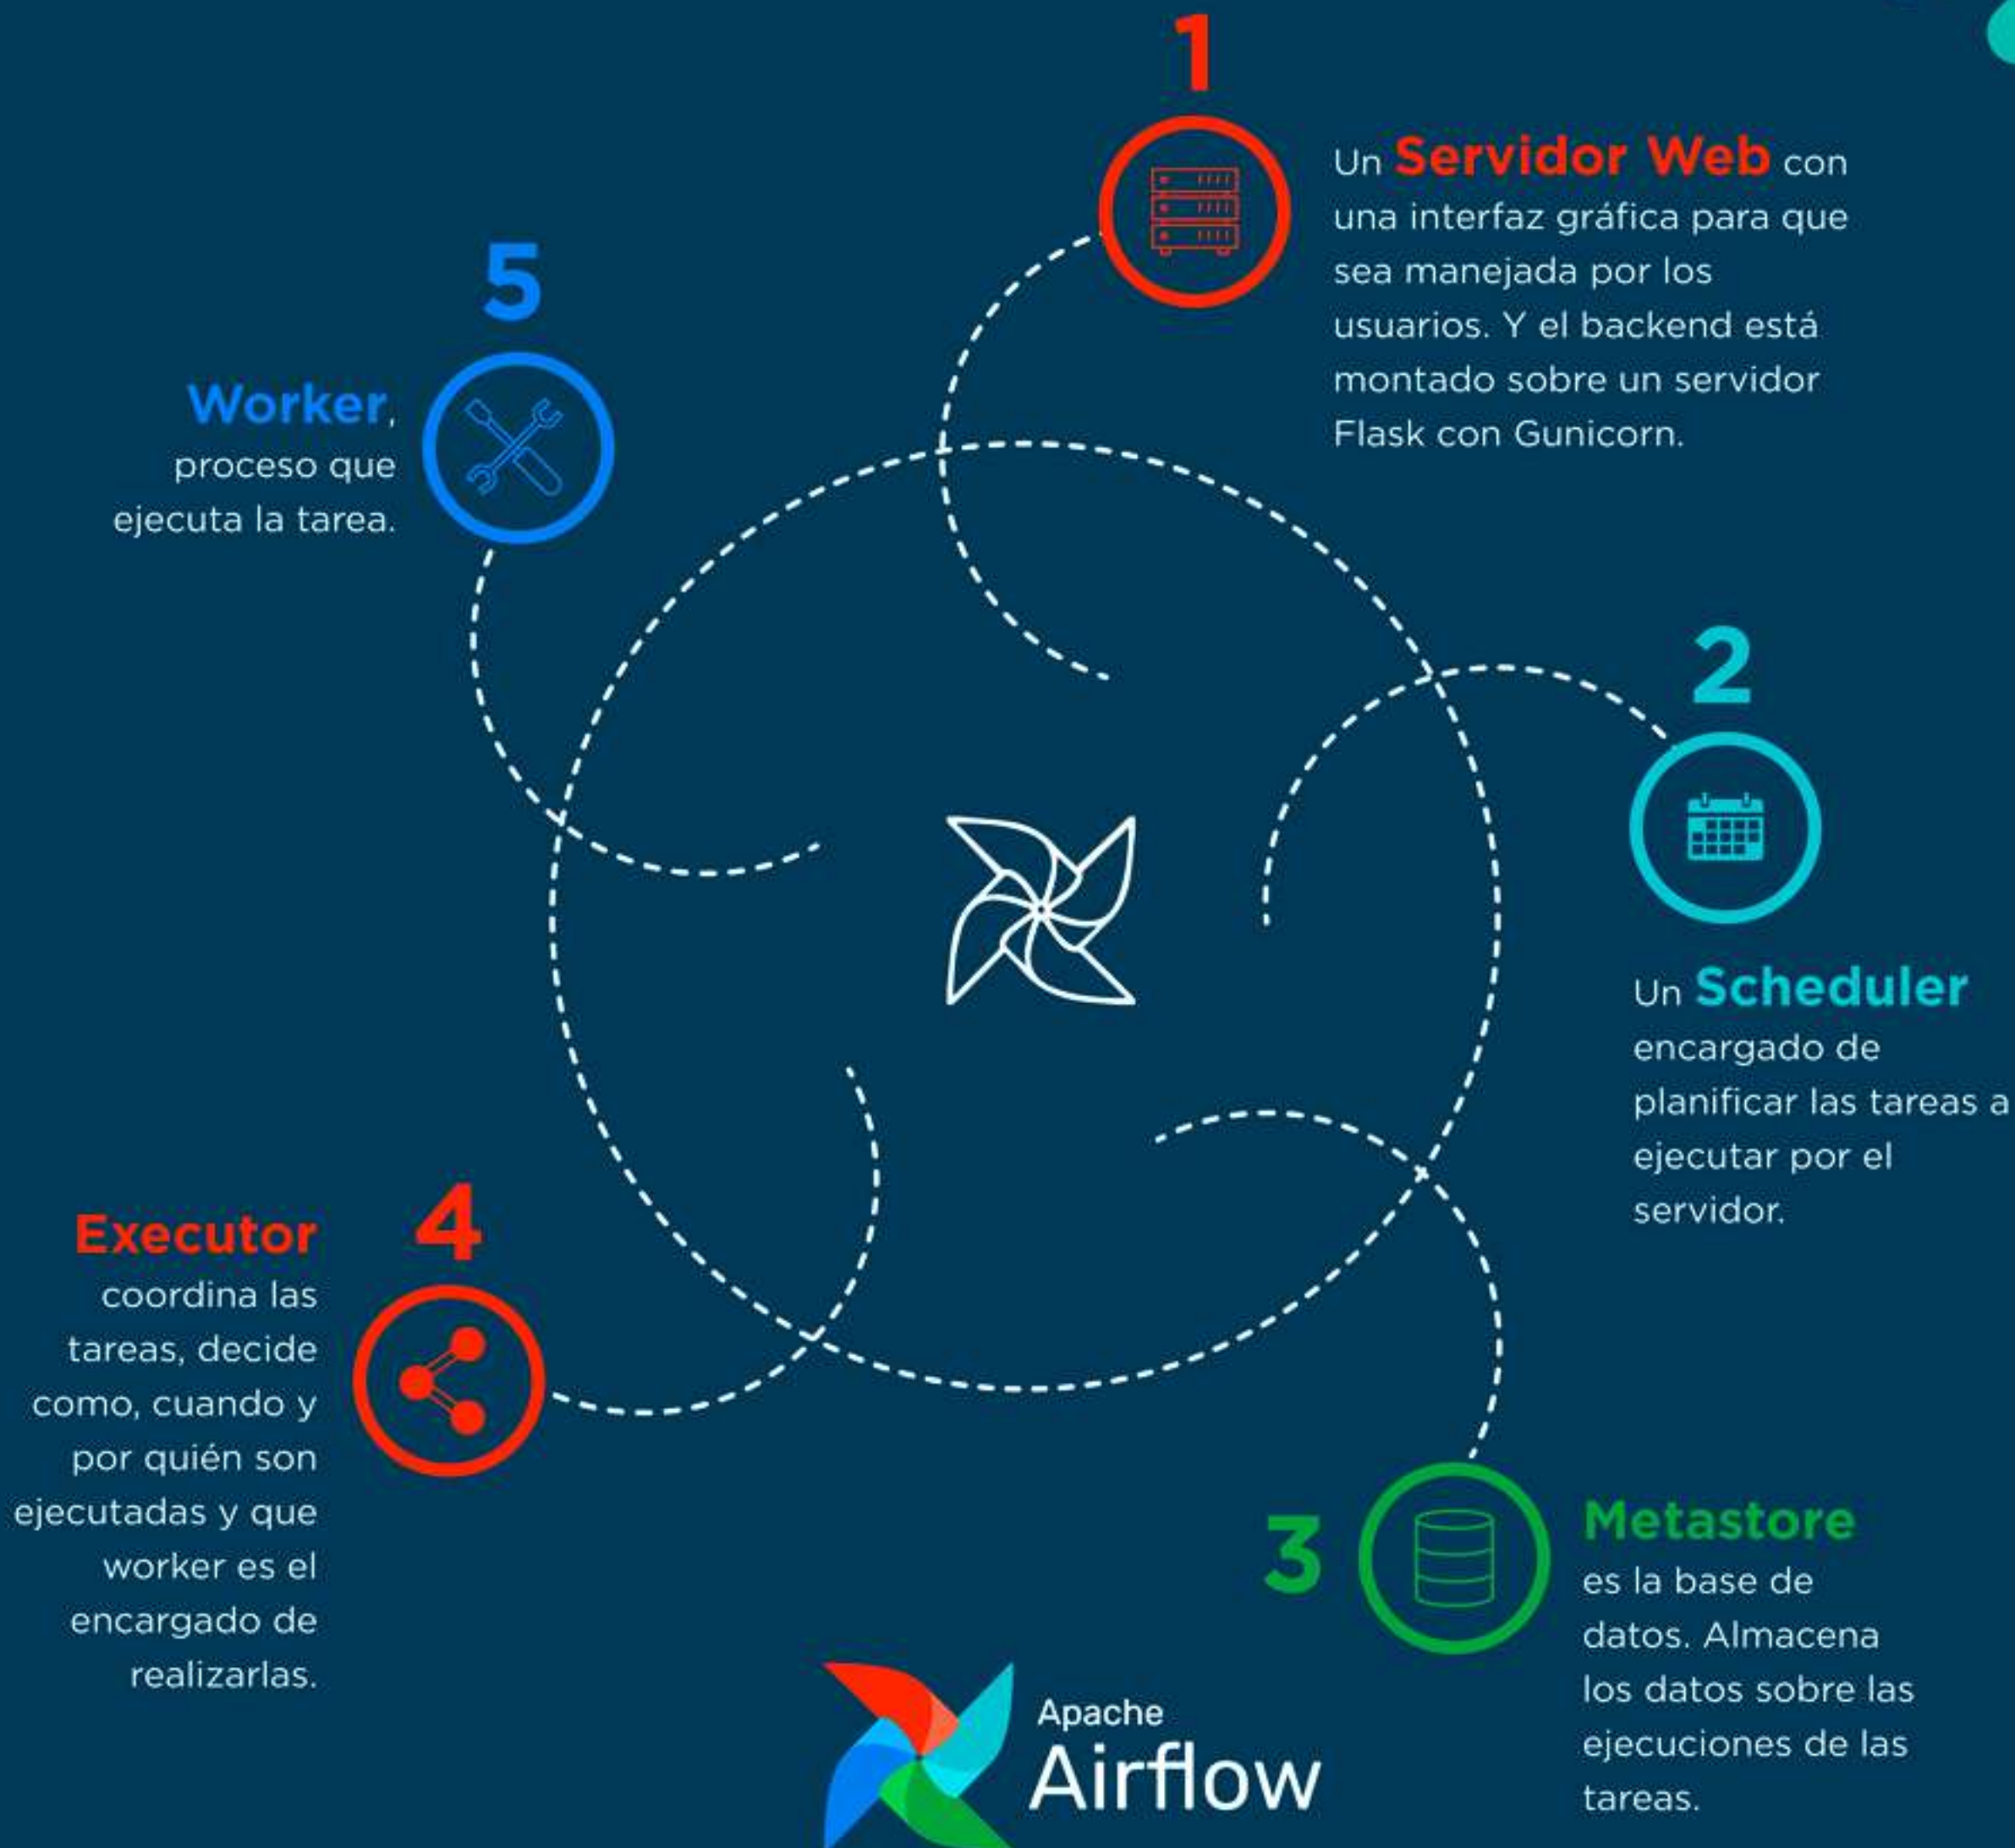 1
Un Servidor Web con
una interfaz gráfica para que
sea manejada por los
usuarios. Y el backend está
montado sobre un servidor
Flask con Gunicorn.
2
Un Scheduler
encargado de
planificar las tareas a
ejecutar por el
servidor.
3
Metastore
es la base de
datos. Almacena
los datos sobre las
ejecuciones de las
tareas.
4
Executor
coordina las
tareas, decide
como, cuando y
por quién son
ejecutadas y que
worker es el
encargado de
realizarlas.
5
Worker,
proceso que
ejecuta la tarea.
Apache
Airflow